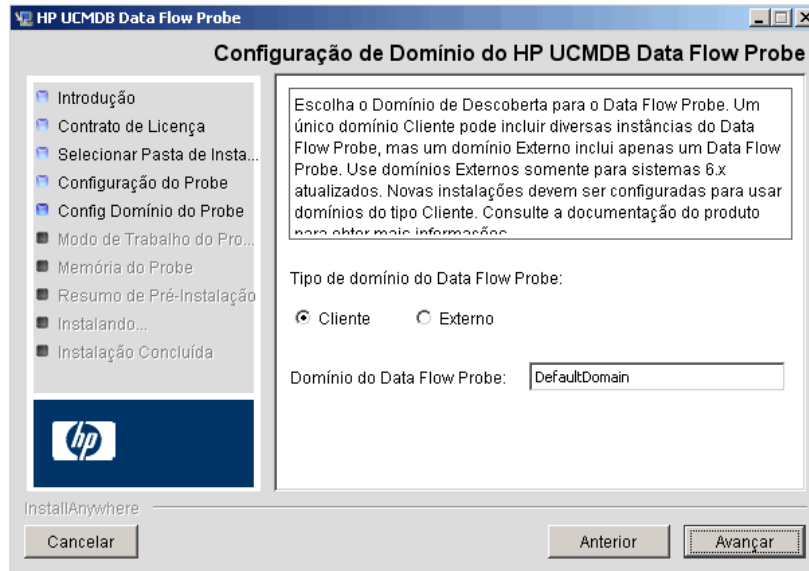 HP UCMDB Data Flow Probe
Configuração de Domínio do HP UCMDB Data Flow Probe
Introdução
Contrato de Licença
Selecionar Pasta de Insta...
Configuração do Probe
Config Domínio do Probe
Modo de Trabalho do Pro...
Memória do Probe
Resumo de Pré-Instalação
Instalando...
Instalação Concluída
hp
Escolha o Domínio de Descoberta para o Data Flow Probe. Um
único domínio Cliente pode incluir diversas instâncias do Data
Flow Probe, mas um domínio Externo inclui apenas um Data Flow
Probe. Use domínios Externos somente para sistemas 6.x
atualizados. Novas instalações devem ser configuradas para usar
domínios do tipo Cliente. Consulte a documentação do produto
para obter mais informações.
Tipo de domínio do Data Flow Probe:
Cliente
Externo
Domínio do Data Flow Probe:
DefaultDomain
InstallAnywhere
Cancelar
Anterior
Avançar